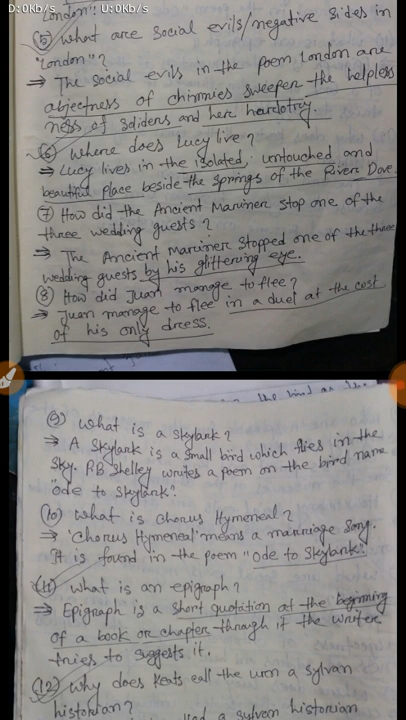 D:0Kb/s U:0Kb/s
London".
(5) What are social evils/negative sides in
"London"?
⇒ The social evils in the poem London are
abjectness of chimmies sweeper the helpless
ness of soldiens and her
(6) Where does Lucy live?
⇒ Lucy lives in the isolated, untouched and
beautiful place beside the springs of the River Dove.
(7) How did the Ancient Mariner stop one of the
three wedding guests?
⇒ The Ancient Mariner stopped one of the three
wedding guests by his glittering eye.
(8) How did Juan manage to flee?
⇒ Juan manage to flee in a duel at the cost
of his only dress.
the bird as the
(9) What is a skylark?
⇒ A Skylark is a small bird which flies in the
sky. P.B Shelley writes a poem on the bird name
"ode to skylark".
(10) What is Chorus Hymeneal?
⇒ 'Chorus Hymeneal' means a marriage song.
It is found in the poem "ode to Skylark".
(11) What is an epigraph?
⇒ Epigraph is a short quotation at the beginning
of a book or chapter through it the writer
tries to suggests it.
(12) Why does Keats call the urn a sylvan
historian?
a sylvan historian